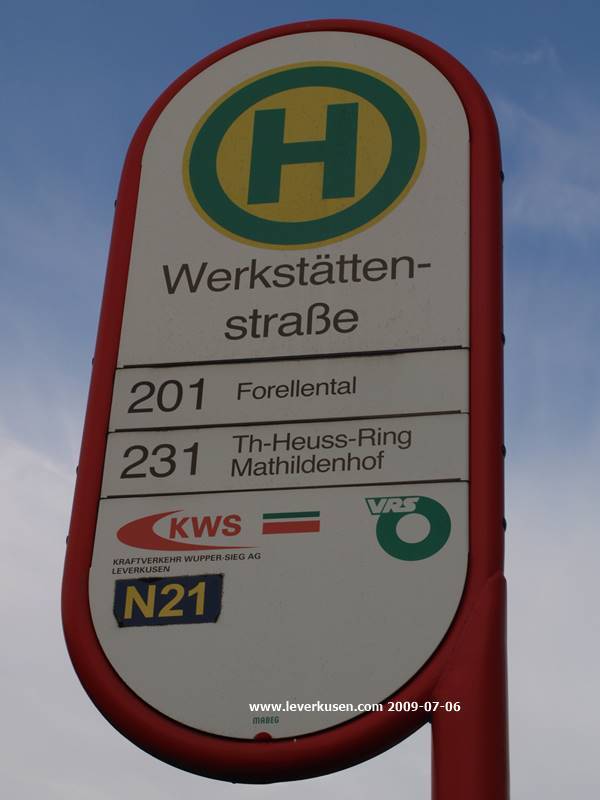 H
Werkstätten-
straße
201 Forellental
231 Th-Heuss-Ring
Mathildenhof
KWS
VRS
KRAFTVERKEHR WUPPER-SIEG AG
LEVERKUSEN
N21
www.leverkusen.com 2009-07-06
MABEG